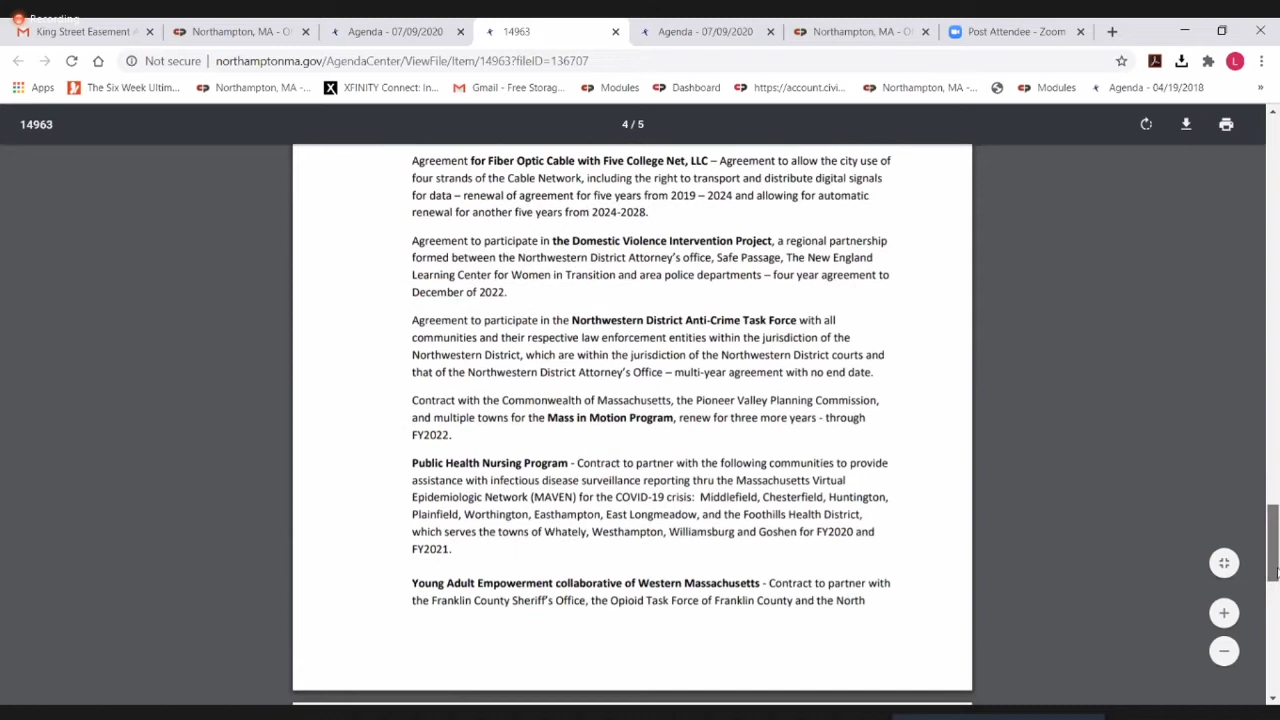 Recording
King Street Easement
Northampton, MA - O
Agenda - 07/09/2020
14963
Agenda - 07/09/2020
Northampton, MA - O
Post Attendee - Zoom
Not secure
northamptonma.gov/AgendaCenter/ViewFile/Item/14963?fileID=136707
L
Apps
The Six Week Ultim...
Northampton, MA -...
XFINITY Connect: In...
Gmail - Free Storag...
Modules
Dashboard
https://account.civi...
Northampton, MA -...
Modules
Agenda - 04/19/2018
»
14963
4 / 5
Agreement for Fiber Optic Cable with Five College Net, LLC – Agreement to allow the city use of
four strands of the Cable Network, including the right to transport and distribute digital signals
for data – renewal of agreement for five years from 2019 – 2024 and allowing for automatic
renewal for another five years from 2024-2028.
Agreement to participate in the Domestic Violence Intervention Project, a regional partnership
formed between the Northwestern District Attorney's office, Safe Passage, The New England
Learning Center for Women in Transition and area police departments – four year agreement to
December of 2022.
Agreement to participate in the Northwestern District Anti-Crime Task Force with all
communities and their respective law enforcement entities within the jurisdiction of the
Northwestern District, which are within the jurisdiction of the Northwestern District courts and
that of the Northwestern District Attorney's Office – multi-year agreement with no end date.
Contract with the Commonwealth of Massachusetts, the Pioneer Valley Planning Commission,
and multiple towns for the Mass in Motion Program, renew for three more years - through
FY2022.
Public Health Nursing Program - Contract to partner with the following communities to provide
assistance with infectious disease surveillance reporting thru the Massachusetts Virtual
Epidemiologic Network (MAVEN) for the COVID-19 crisis: Middlefield, Chesterfield, Huntington,
Plainfield, Worthington, Easthampton, East Longmeadow, and the Foothills Health District,
which serves the towns of Whately, Westhampton, Williamsburg and Goshen for FY2020 and
FY2021.
Young Adult Empowerment collaborative of Western Massachusetts - Contract to partner with
the Franklin County Sheriff's Office, the Opioid Task Force of Franklin County and the North